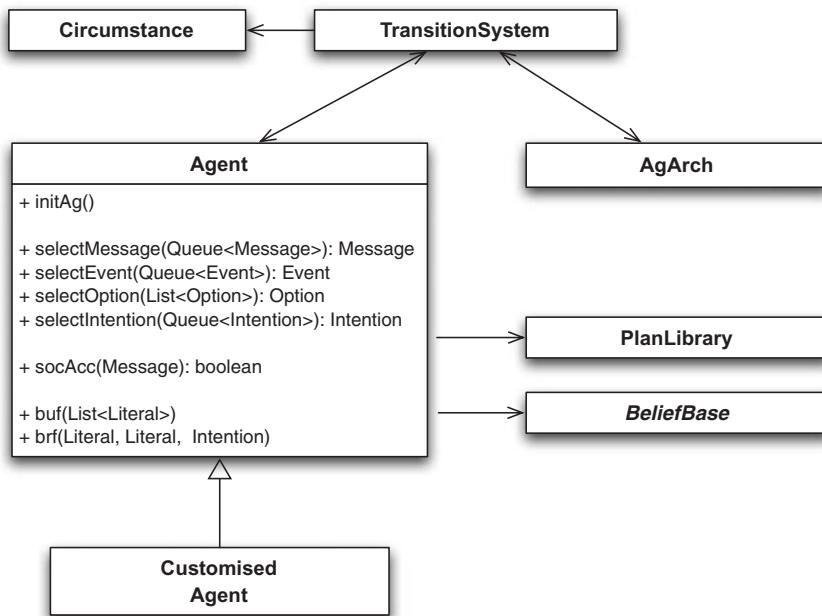 Circumstance
TransitionSystem
Agent
+ initAg()
+ selectMessage(Queue<Message>): Message
+ selectEvent(Queue<Event>): Event
+ selectOption(List<Option>): Option
+ selectIntention(Queue<Intention>): Intention
+ socAcc(Message): boolean
+ buf(List<Literal>)
+ brf(Literal, Literal, Intention)
AgArch
PlanLibrary
BeliefBase
Customised
Agent